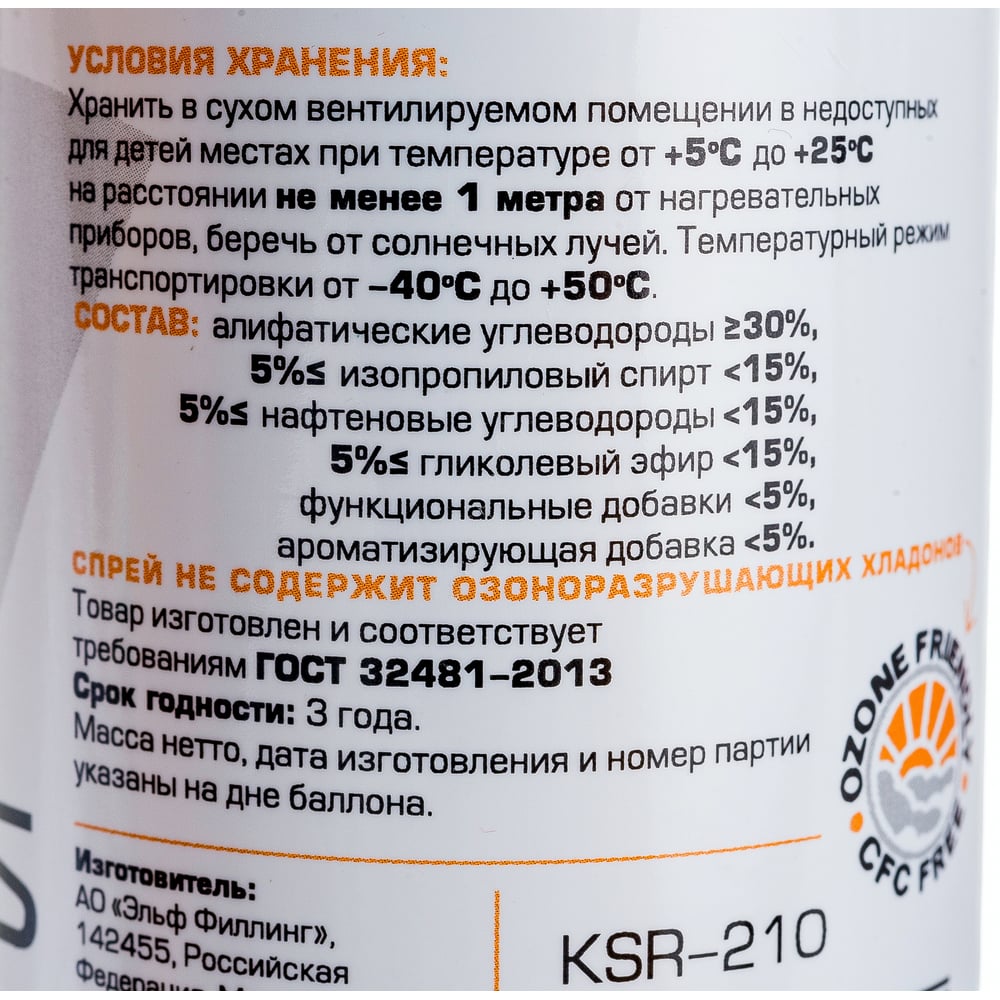 УСЛОВИЯ ХРАНЕНИЯ:
Хранить в сухом вентилируемом помещении в недоступных
для детей местах при температуре от +5°С до +25°С
на расстоянии не менее 1 метра от нагревательных
приборов, беречь от солнечных лучей. Температурный режим
транспортировки от –40°С до +50°С.
СОСТАВ: алифатические углеводороды ≥30%,
5%≤ изопропиловый спирт <15%,
5%≤ нафтеновые углеводороды <15%,
5%≤ гликолевый эфир <15%,
функциональные добавки <5%,
ароматизирующая добавка <5%.
СПРЕЙ НЕ СОДЕРЖИТ ОЗОНОРАЗРУШАЮЩИХ ХЛАДОНОВ
Товар изготовлен и соответствует
требованиям ГОСТ 32481–2013
Срок годности: 3 года.
Масса нетто, дата изготовления и номер партии
указаны на дне баллона.
OZONE FRIENDLY
CFC FREE
Изготовитель:
АО «Эльф Филлинг»,
142455, Российская
Федерация
KSR–210